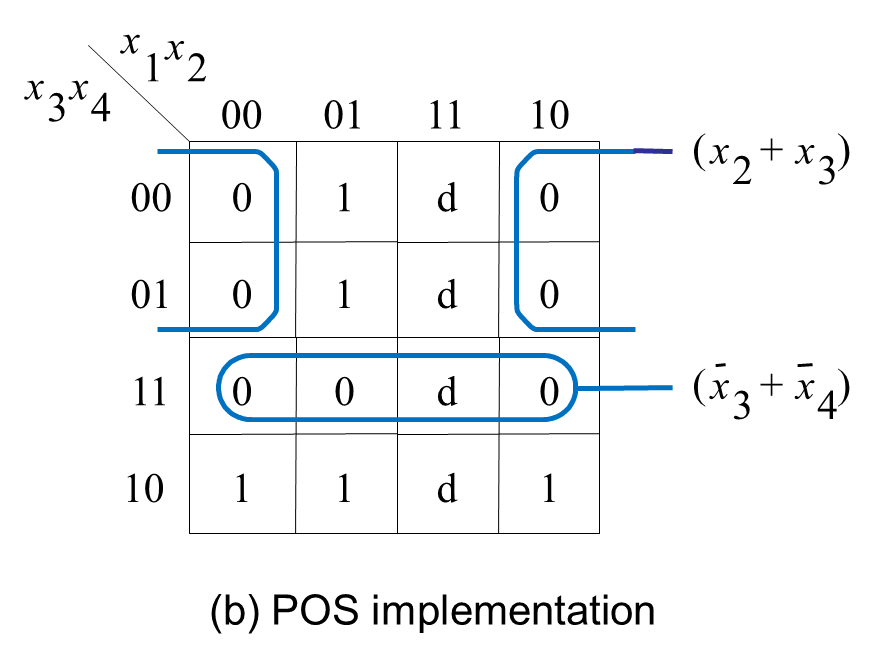 x₁x₂
x₃x₄
00 01 11 10
00 0 1 d 0 (x₂ + x₃)
01 0 1 d 0
11 0 0 d 0 (x̄₃ + x̄₄)
10 1 1 d 1
(b) POS implementation